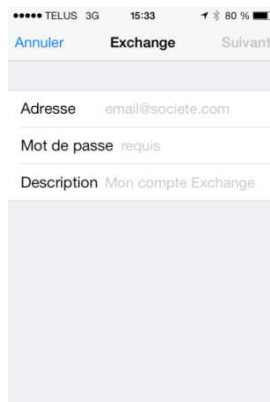 ••••• TELUS 3G 15:33 80 %
Annuler Exchange Suivant
Adresse email@societe.com
Mot de passe requis
Description Mon compte Exchange